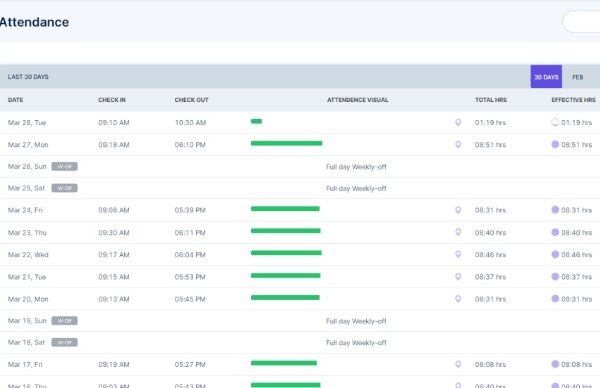 Attendance
LAST 30 DAYS 30 DAYS FEB
DATE CHECK IN CHECK OUT ATTENDENCE VISUAL TOTAL HRS EFFECTIVE HRS
Mar 28, Tue 09:10 AM 10:30 AM 01:19 hrs 01:19 hrs
Mar 27, Mon 09:18 AM 06:10 PM 08:51 hrs 08:51 hrs
Mar 26, Sun W-Off Full day Weekly-off
Mar 25, Sat W-Off Full day Weekly-off
Mar 24, Fri 09:08 AM 05:39 PM 08:31 hrs 08:31 hrs
Mar 23, Thu 09:30 AM 06:11 PM 08:40 hrs 08:40 hrs
Mar 22, Wed 09:17 AM 06:04 PM 08:46 hrs 08:46 hrs
Mar 21, Tue 09:15 AM 05:53 PM 08:37 hrs 08:37 hrs
Mar 20, Mon 09:13 AM 05:45 PM 08:31 hrs 08:31 hrs
Mar 19, Sun W-Off Full day Weekly-off
Mar 18, Sat W-Off Full day Weekly-off
Mar 17, Fri 09:19 AM 05:27 PM 08:08 hrs 08:08 hrs
Mar 16, Thu 09:03 AM 05:43 PM 08:40 hrs 08:40 hrs